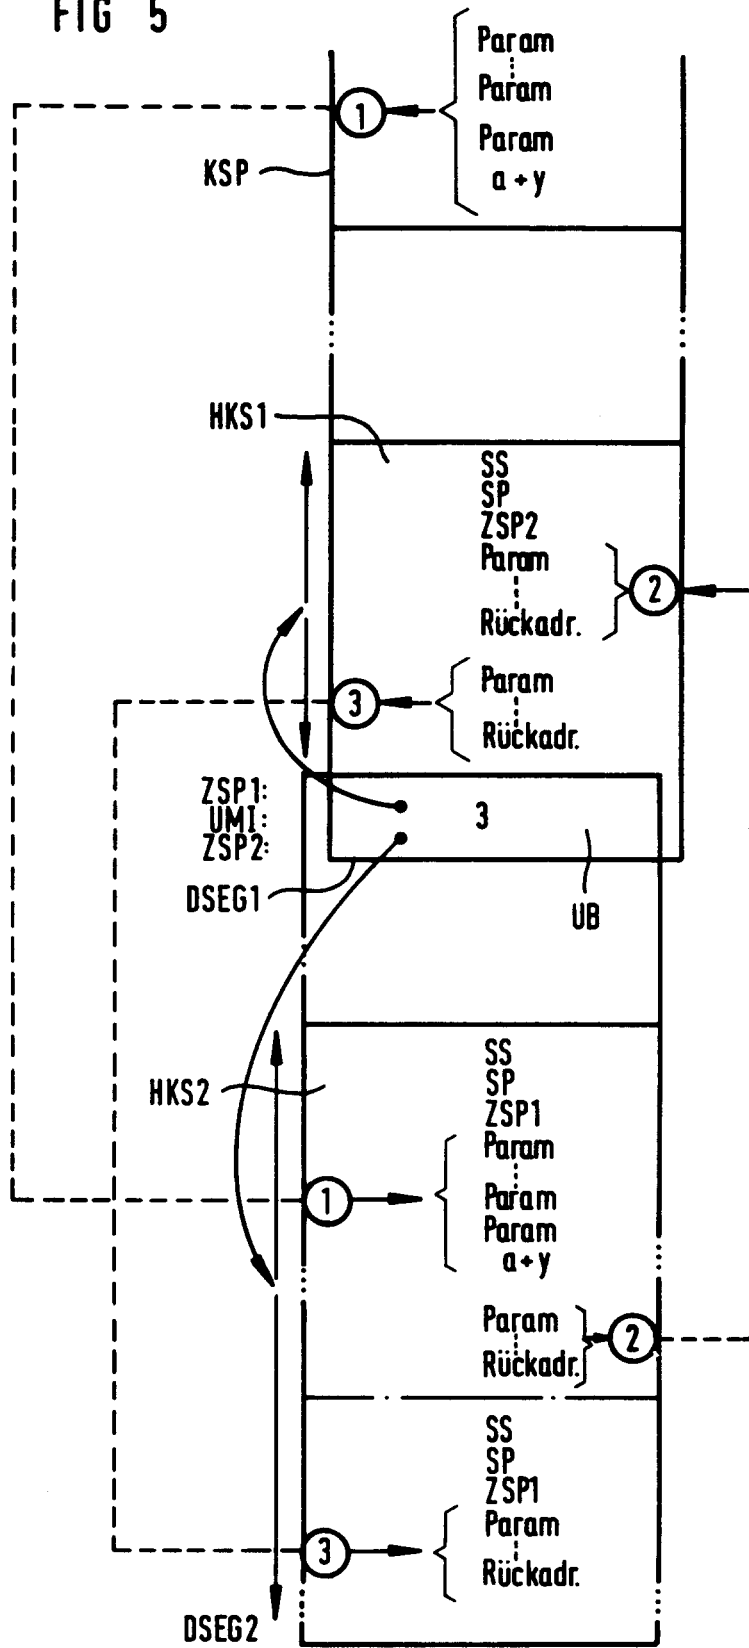 FIG 5
Param
Param
1
Param
KSP
a + y
HKS1
SS
SP
ZSP2
Param
2
Rückadr.
Param
3
Rückadr.
ZSP1:
UMI:
3
ZSP2:
DSEG1
UB
SS
SP
HKS2
ZSP1
Param
1
Param
Param
a+y
Param
2
Rückadr.
SS
SP
ZSP1
Param
3
Rückadr.
DSEG2